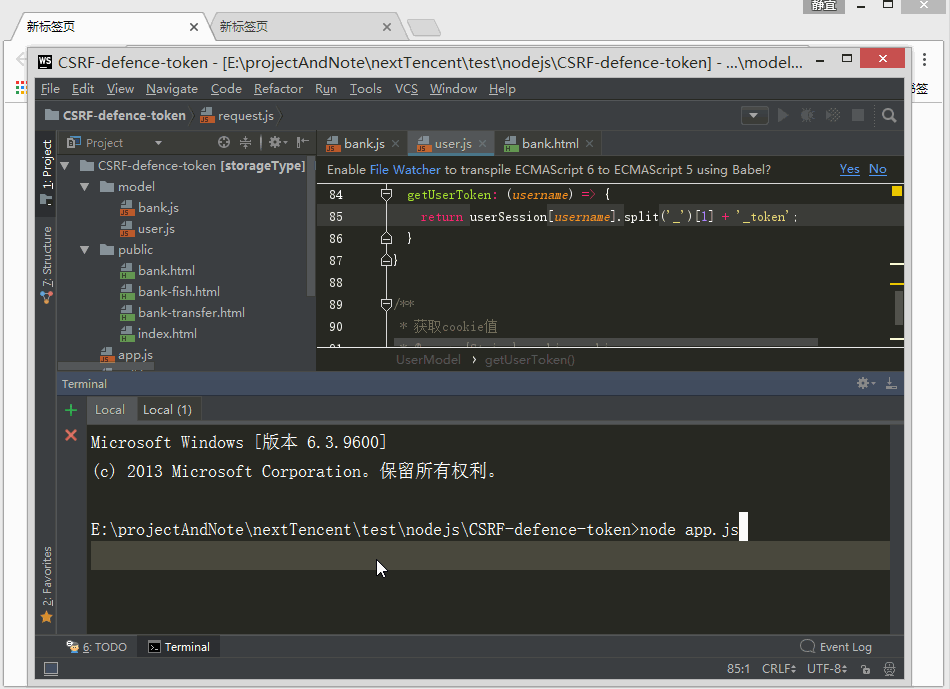 新标签页
新标签页
静宜
书签
WS CSRF-defence-token - [E:\projectAndNote\nextTencent\test\nodejs\CSRF-defence-token] - ...\model...
File Edit View Navigate Code Refactor Run Tools VCS Window Help
CSRF-defence-token request.js
1: Project
7: Structure
2: Favorites
Project
CSRF-defence-token [storageType]
model
bank.js
user.js
public
bank.html
bank-fish.html
bank-transfer.html
index.html
app.js
bank.js user.js bank.html
Enable File Watcher to transpile ECMAScript 6 to ECMAScript 5 using Babel? Yes No
84 getUserToken: (username) => {
85 return userSession[username].split('_')[1] + '_token';
86 }
87 }
88
89 /**
90 * 获取cookie值
91
UserModel › getUserToken()
Terminal
Local Local (1)
Microsoft Windows [版本 6.3.9600]
(c) 2013 Microsoft Corporation。保留所有权利。
E:\projectAndNote\nextTencent\test\nodejs\CSRF-defence-token>node app.js
6: TODO Terminal Event Log
85:1 CRLF UTF-8